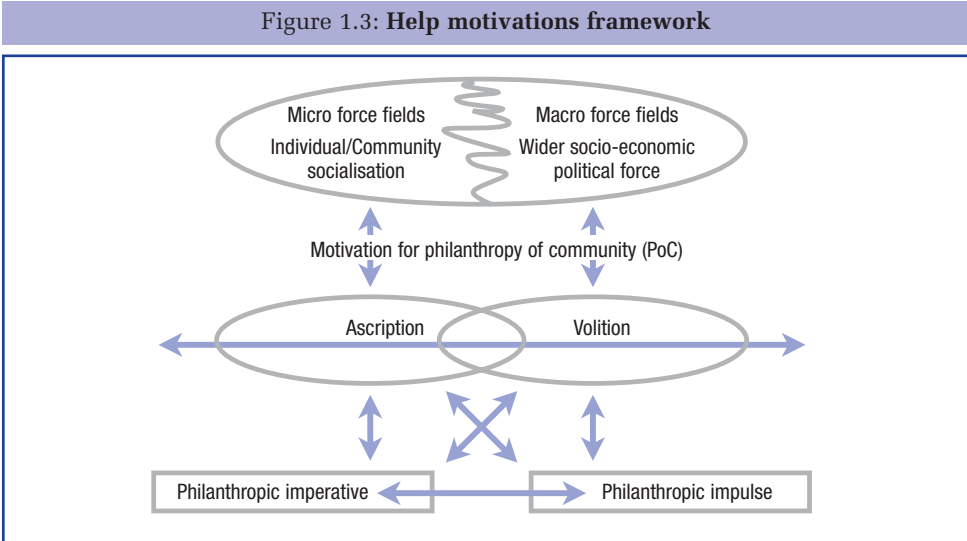 Figure 1.3: Help motivations framework
Micro force fields
Individual/Community
socialisation
Macro force fields
Wider socio-economic
political force
Motivation for philanthropy of community (PoC)
Ascription
Volition
Philanthropic imperative
Philanthropic impulse